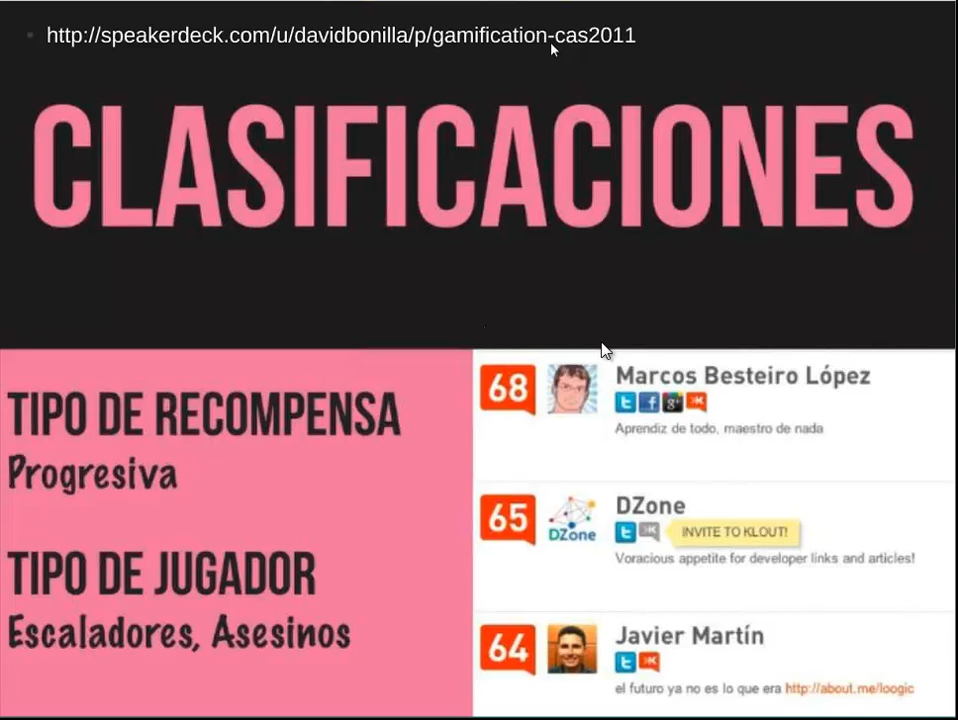 http://speakerdeck.com/u/davidbonilla/p/gamification-cas2011
CLASIFICACIONES
TIPO DE RECOMPENSA
Progresiva
TIPO DE JUGADOR
Escaladores, Asesinos
68
Marcos Besteiro López
Aprendiz de todo, maestro de nada
65
DZone
DZone
INVITE TO KLOUT!
Voracious appetite for developer links and articles!
64
Javier Martín
el futuro ya no es lo que era http://about.me/loogic